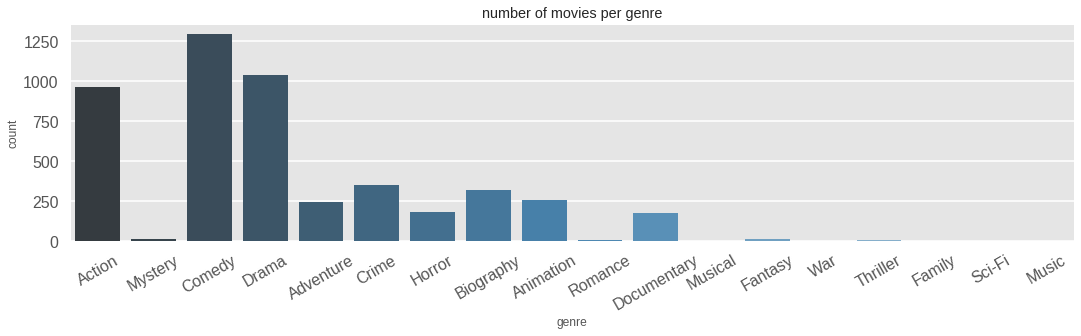 number of movies per genre
1250
1000
750
500
250
0
count
Action
Mystery
Comedy
Drama
Adventure
Crime
Horror
Biography
Animation
Romance
Documentary
Musical
Fantasy
War
Thriller
Family
Sci-Fi
Music
genre